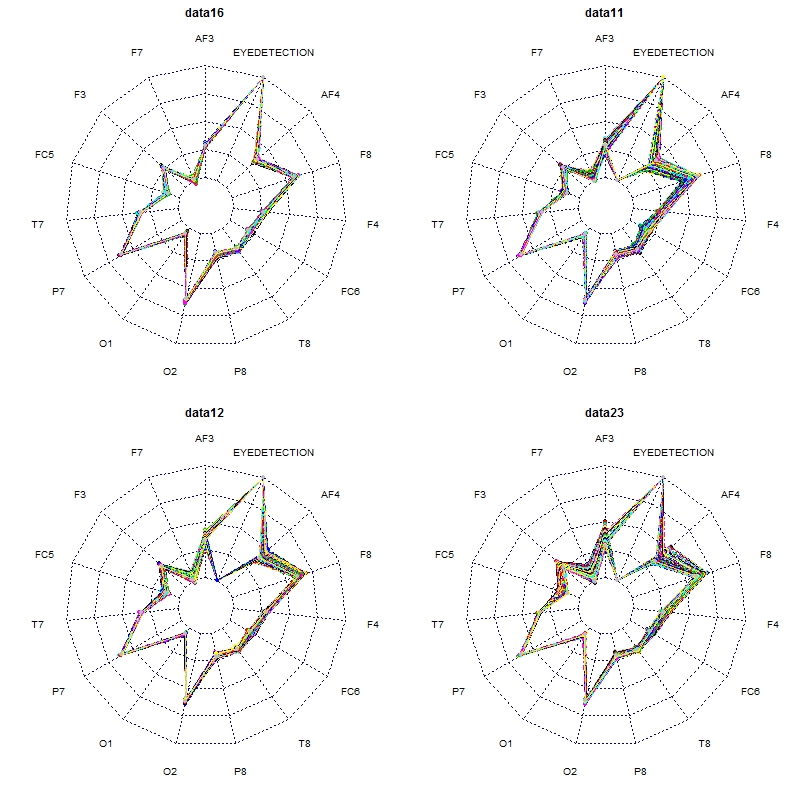 data16
AF3
F7 EYEDETECTION
F3 AF4
FC5 F8
T7 F4
P7 FC6
O1 T8
O2 P8
data11
AF3
F7 EYEDETECTION
F3 AF4
FC5 F8
T7 F4
P7 FC6
O1 T8
O2 P8
data12
AF3
F7 EYEDETECTION
F3 AF4
FC5 F8
T7 F4
P7 FC6
O1 T8
O2 P8
data23
AF3
F7 EYEDETECTION
F3 AF4
FC5 F8
T7 F4
P7 FC6
O1 T8
O2 P8